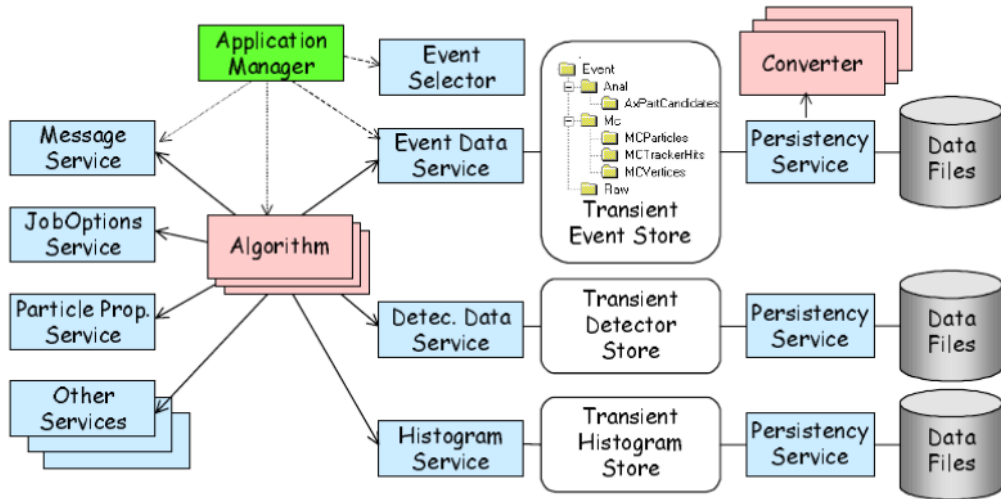 Application
Manager
Event
Selector
Message
Service
Event Data
Service
Event
Anal
AxPartCandidates
Mc
MCParticles
MCTrackerHits
MCVertices
Raw
Transient
Event Store
Converter
Persistency
Service
Data
Files
JobOptions
Service
Algorithm
Particle Prop.
Service
Detec. Data
Service
Transient
Detector
Store
Persistency
Service
Data
Files
Other
Services
Histogram
Service
Transient
Histogram
Store
Persistency
Service
Data
Files